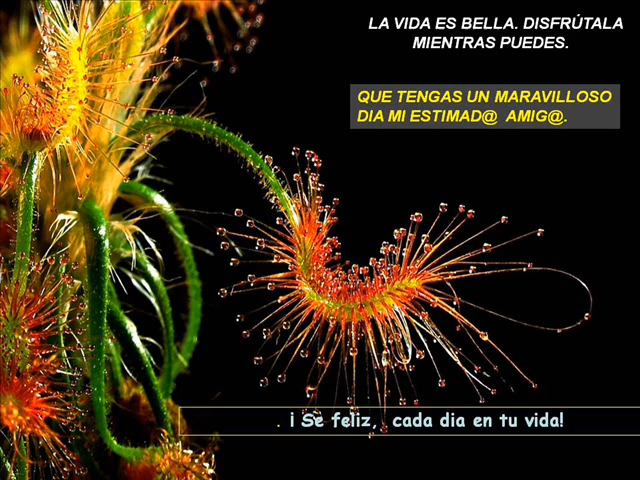 LA VIDA ES BELLA. DISFRÚTALA
MIENTRAS PUEDES.
QUE TENGAS UN MARAVILLOSO
DIA MI ESTIMAD@ AMIG@.
. ¡ Se feliz, cada dia en tu vida!